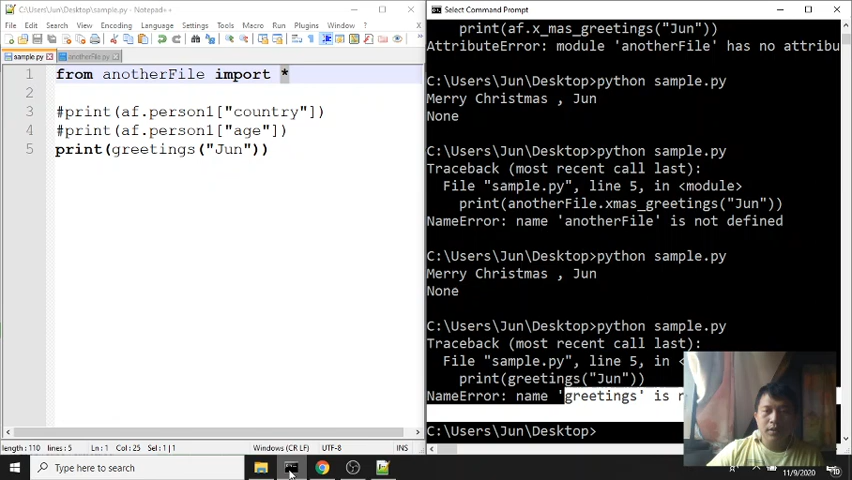 C:\Users\Jun\Desktop\sample.py - Notepad++
File Edit Search View Encoding Language Settings Tools Macro Run Plugins Window ?
sample.py anotherFile.py
1 from anotherFile import *
2
3 #print(af.person1["country"])
4 #print(af.person1["age"])
5 print(greetings("Jun"))
length : 110 lines : 5 Ln : 1 Col : 25 Sel : 1 | 1 Windows (CR LF) UTF-8 INS
Select Command Prompt
print(af.X_mas_greetings("Jun"))
AttributeError: module 'anotherFile' has no attribu
C:\Users\Jun\Desktop>python sample.py
Merry Christmas , Jun
None
C:\Users\Jun\Desktop>python sample.py
Traceback (most recent call last):
File "sample.py", line 5, in <module>
print(anotherFile.xmas_greetings("Jun"))
NameError: name 'anotherFile' is not defined
C:\Users\Jun\Desktop>python sample.py
Merry Christmas , Jun
None
C:\Users\Jun\Desktop>python sample.py
Traceback (most recent call last):
File "sample.py", line 5, in <
print(greetings("Jun"))
NameError: name 'greetings' is
C:\Users\Jun\Desktop>
Type here to search
11/9/2020